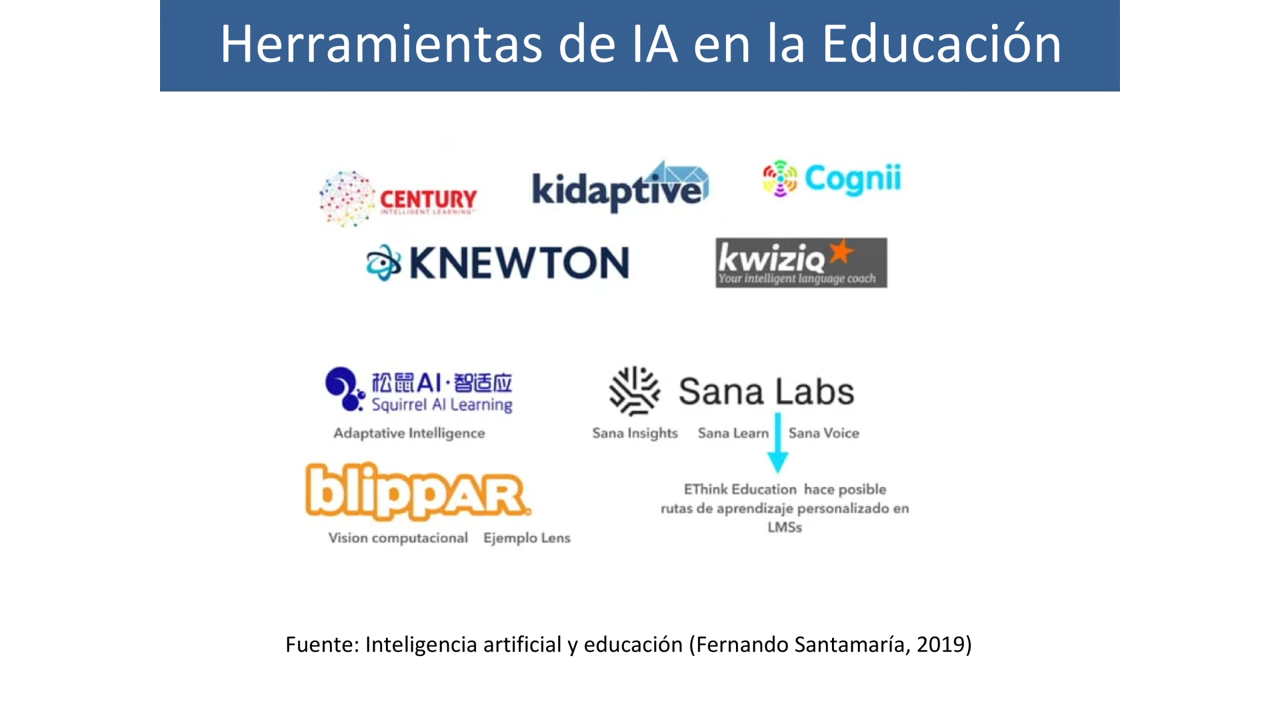 Herramientas de IA en la Educación
CENTURY
INTELLIGENT LEARNING
kidaptive
Cognii
KNEWTON
kwiziq
Your intelligent language coach
松鼠AI·智适应
Squirrel AI Learning
Adaptative Intelligence
Sana Labs
Sana Insights Sana Learn Sana Voice
EThink Education hace posible
rutas de aprendizaje personalizado en
LMSs
blippAR
Vision computacional Ejemplo Lens
Fuente: Inteligencia artificial y educación (Fernando Santamaría, 2019)